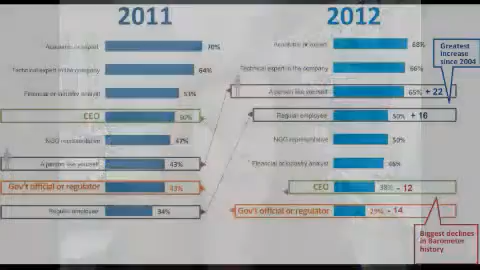 2011
Academic or expert 70%
Technical expert in the company 64%
Financial or industry analyst 53%
CEO 50%
NGO representative 47%
A person like yourself 43%
Gov't official or regulator 43%
Regular employee 34%
2012
Academic or expert 68%
Technical expert in the company 66%
A person like yourself 65% + 22
Regular employee 50% + 16
NGO representative 50%
Financial or industry analyst 46%
CEO 38% - 12
Gov't official or regulator 29% - 14
Greatest
increase
since 2004
Biggest declines
in Barometer
history